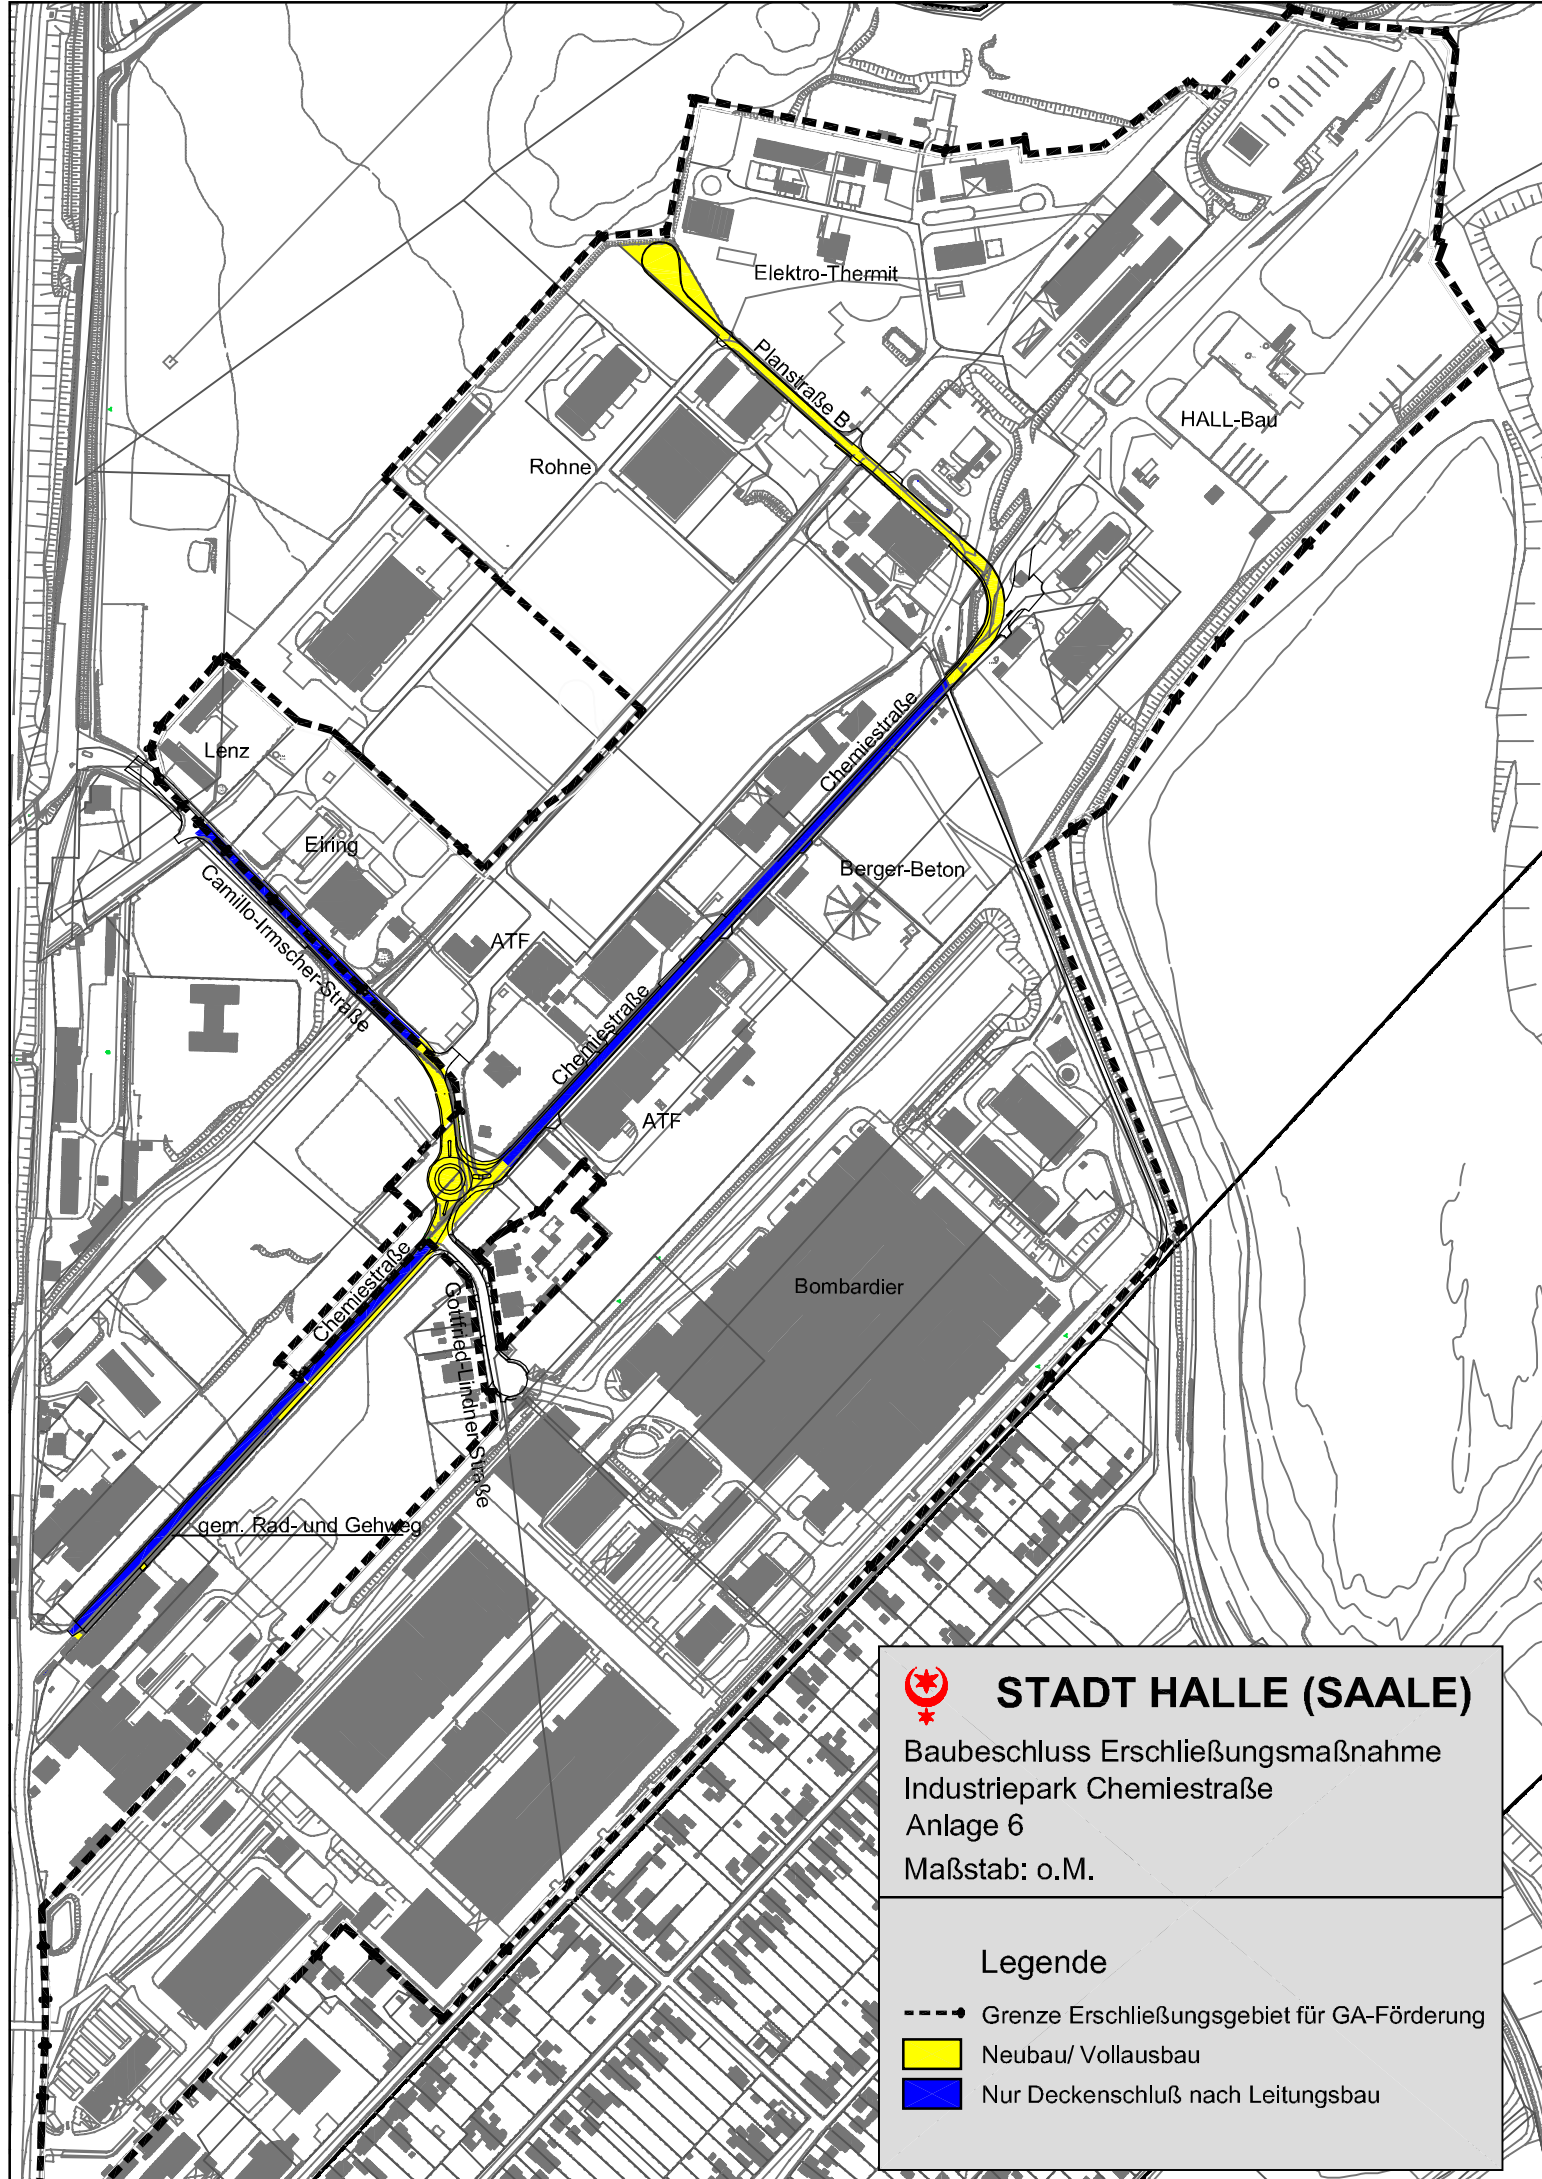 Elektro-Thermit
Planstraße B
HALL-Bau
Rohne
Chemiestraße
Lenz
Eiring
Berger-Beton
Camillo-Irmscher-Straße
ATF
Chemiestraße
ATF
Chemiestraße
Bombardier
Gottfried-Lindner-Straße
gem. Rad- und Gehweg
STADT HALLE (SAALE)
Baubeschluss Erschließungsmaßnahme
Industriepark Chemiestraße
Anlage 6
Maßstab: o.M.
Legende
Grenze Erschließungsgebiet für GA-Förderung
Neubau/ Vollausbau
Nur Deckenschluß nach Leitungsbau